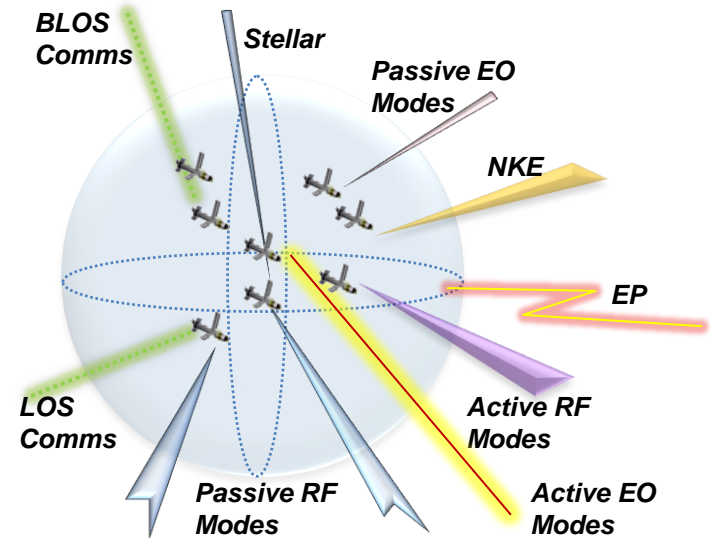 BLOS
Comms
Stellar
Passive EO
Modes
NKE
EP
LOS
Comms
Active RF
Modes
Passive RF
Modes
Active EO
Modes